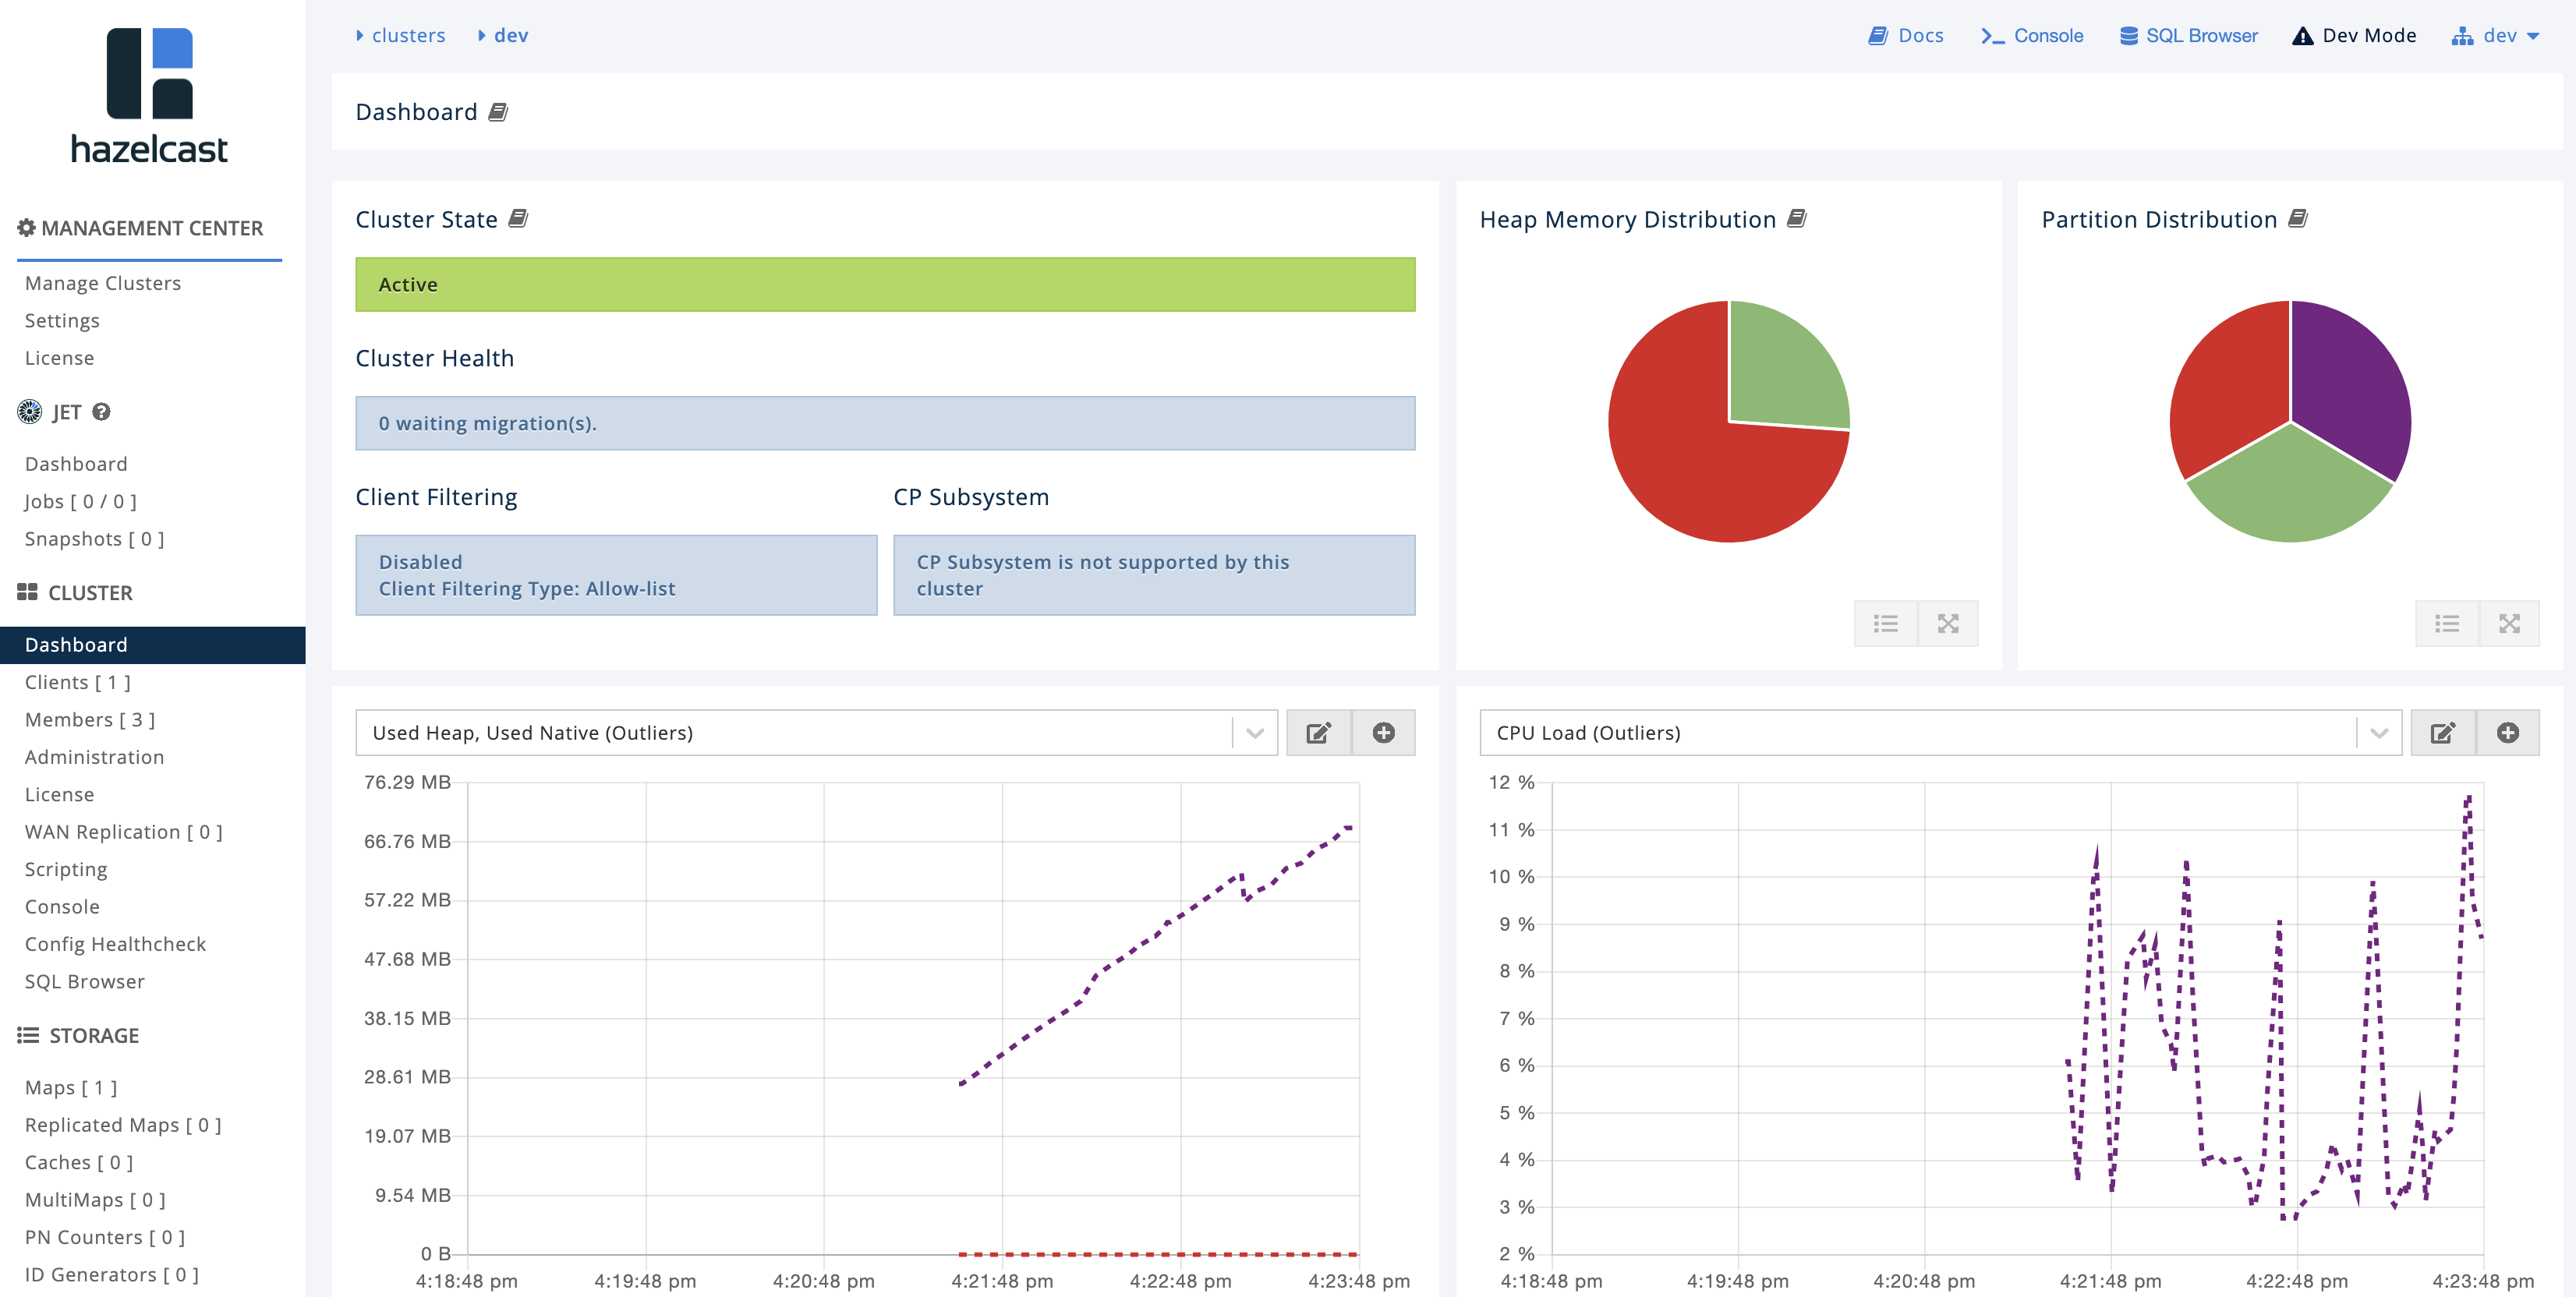 hazelcast
MANAGEMENT CENTER
Manage Clusters
Settings
License
JET
Dashboard
Jobs [ 0 / 0 ]
Snapshots [ 0 ]
CLUSTER
Dashboard
Clients [ 1 ]
Members [ 3 ]
Administration
License
WAN Replication [ 0 ]
Scripting
Console
Config Healthcheck
SQL Browser
STORAGE
Maps [ 1 ]
Replicated Maps [ 0 ]
Caches [ 0 ]
MultiMaps [ 0 ]
PN Counters [ 0 ]
ID Generators [ 0 ]
clusters dev
Docs Console SQL Browser Dev Mode dev
Dashboard
Cluster State
Active
Cluster Health
0 waiting migration(s).
Client Filtering
Disabled
Client Filtering Type: Allow-list
CP Subsystem
CP Subsystem is not supported by this
cluster
Heap Memory Distribution
Partition Distribution
Used Heap, Used Native (Outliers)
76.29 MB
66.76 MB
57.22 MB
47.68 MB
38.15 MB
28.61 MB
19.07 MB
9.54 MB
0 B
4:18:48 pm 4:19:48 pm 4:20:48 pm 4:21:48 pm 4:22:48 pm 4:23:48 pm
CPU Load (Outliers)
12 %
11 %
10 %
9 %
8 %
7 %
6 %
5 %
4 %
3 %
2 %
4:18:48 pm 4:19:48 pm 4:20:48 pm 4:21:48 pm 4:22:48 pm 4:23:48 pm